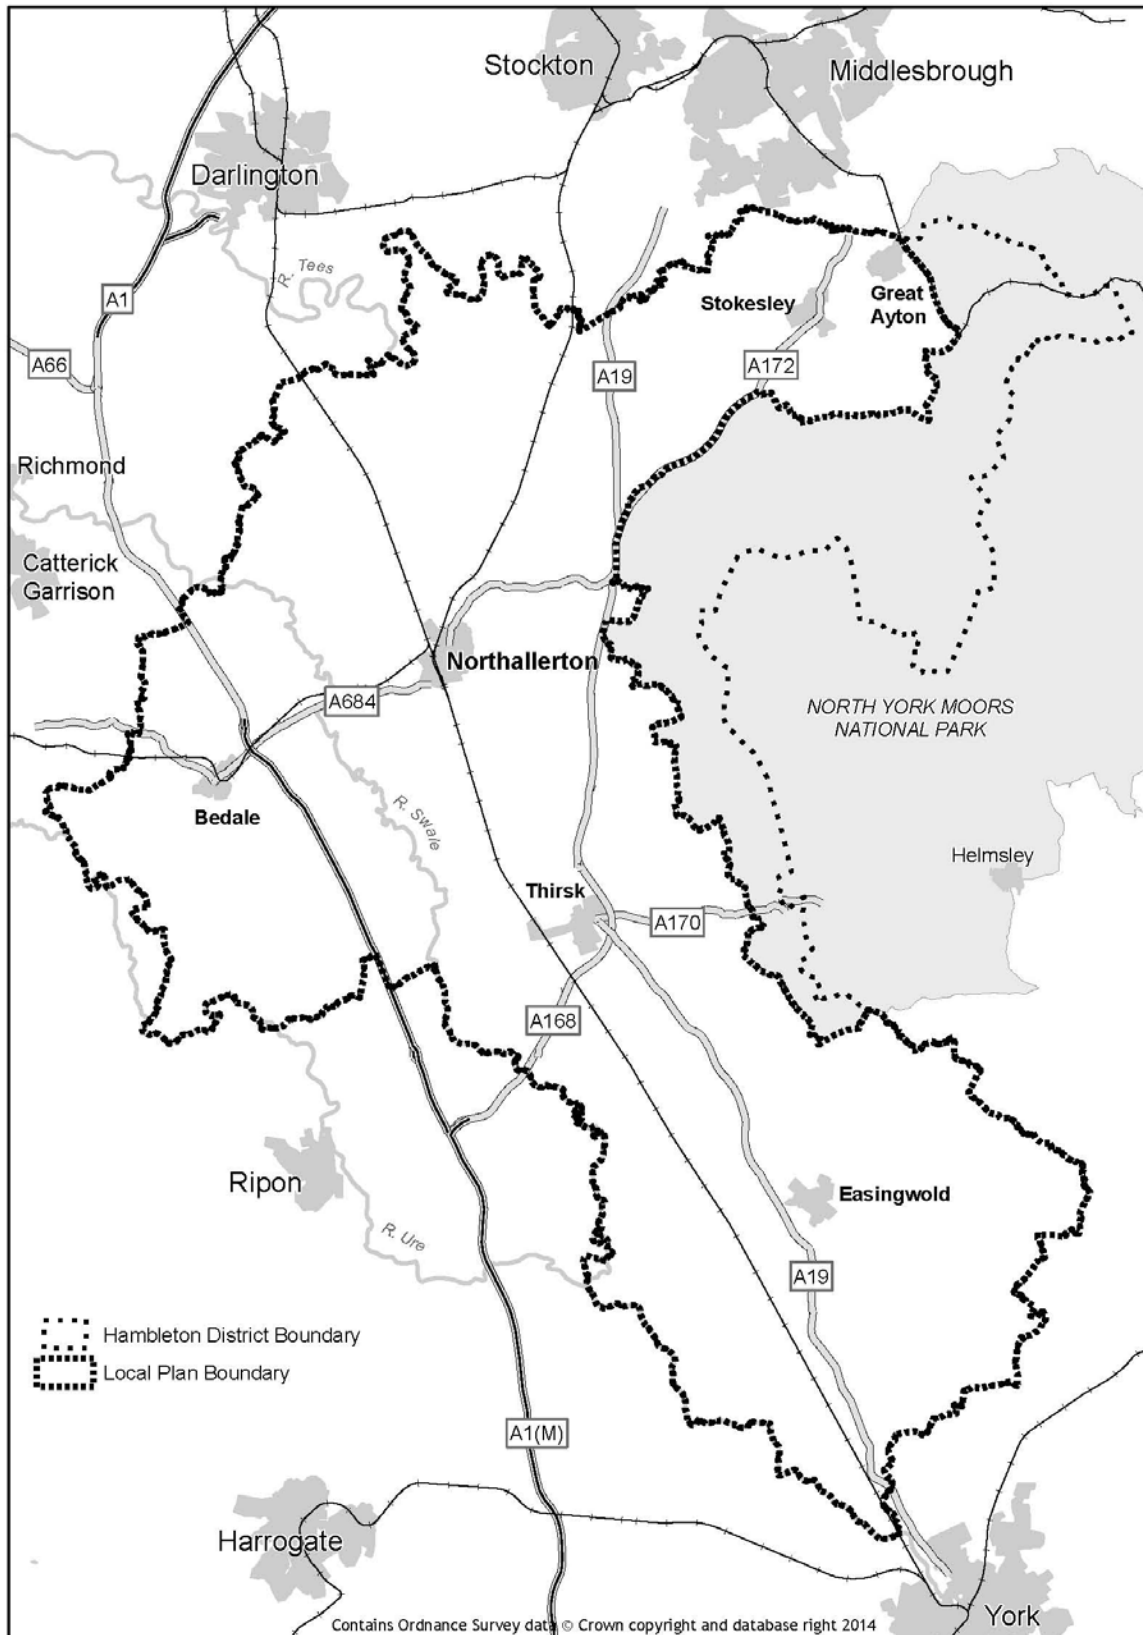 Stockton
Middlesbrough
Darlington
R. Tees
A1
Stokesley
Great
Ayton
A66
A19
A172
Richmond
Catterick
Garrison
Northallerton
A684
NORTH YORK MOORS
NATIONAL PARK
Bedale
R. Swale
Helmsley
Thirsk
A170
A168
Ripon
Easingwold
R. Ure
A19
Hambleton District Boundary
Local Plan Boundary
A1(M)
Harrogate
York
Contains Ordnance Survey data © Crown copyright and database right 2014